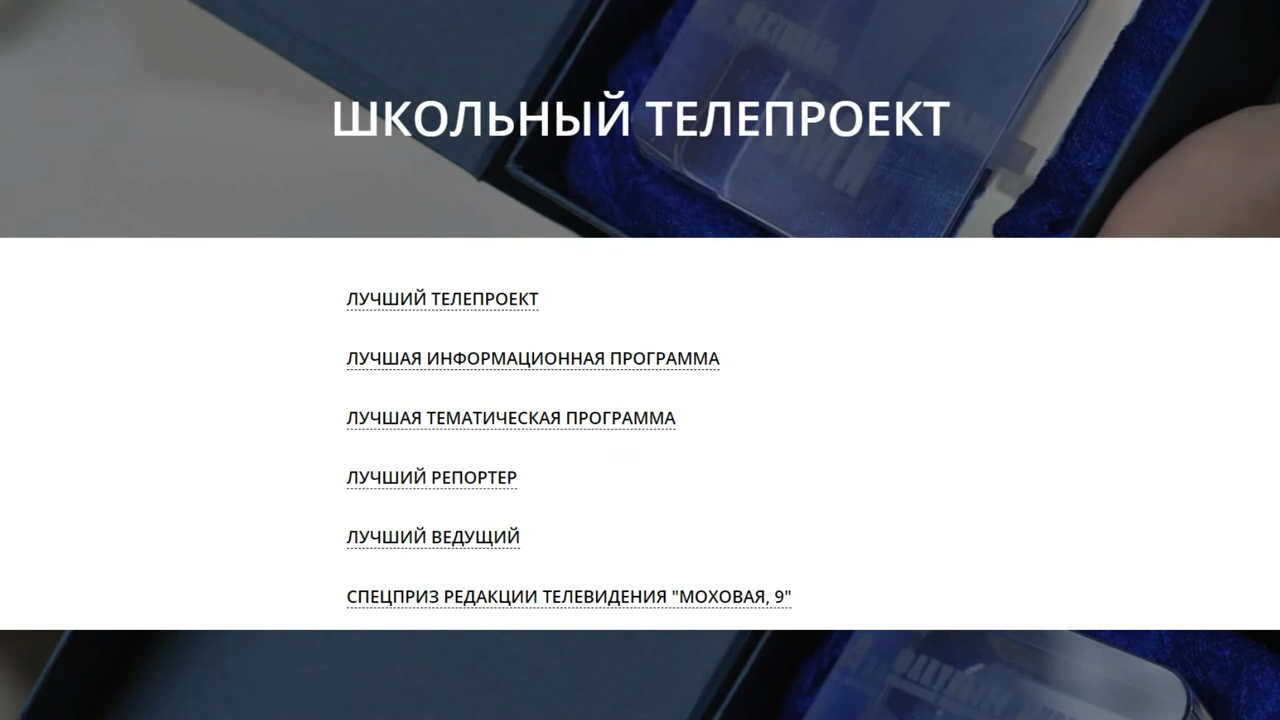 ШКОЛЬНЫЙ ТЕЛЕПРОЕКТ
ЛУЧШИЙ ТЕЛЕПРОЕКТ
ЛУЧШАЯ ИНФОРМАЦИОННАЯ ПРОГРАММА
ЛУЧШАЯ ТЕМАТИЧЕСКАЯ ПРОГРАММА
ЛУЧШИЙ РЕПОРТЕР
ЛУЧШИЙ ВЕДУЩИЙ
СПЕЦПРИЗ РЕДАКЦИИ ТЕЛЕВИДЕНИЯ "МОХОВАЯ, 9"